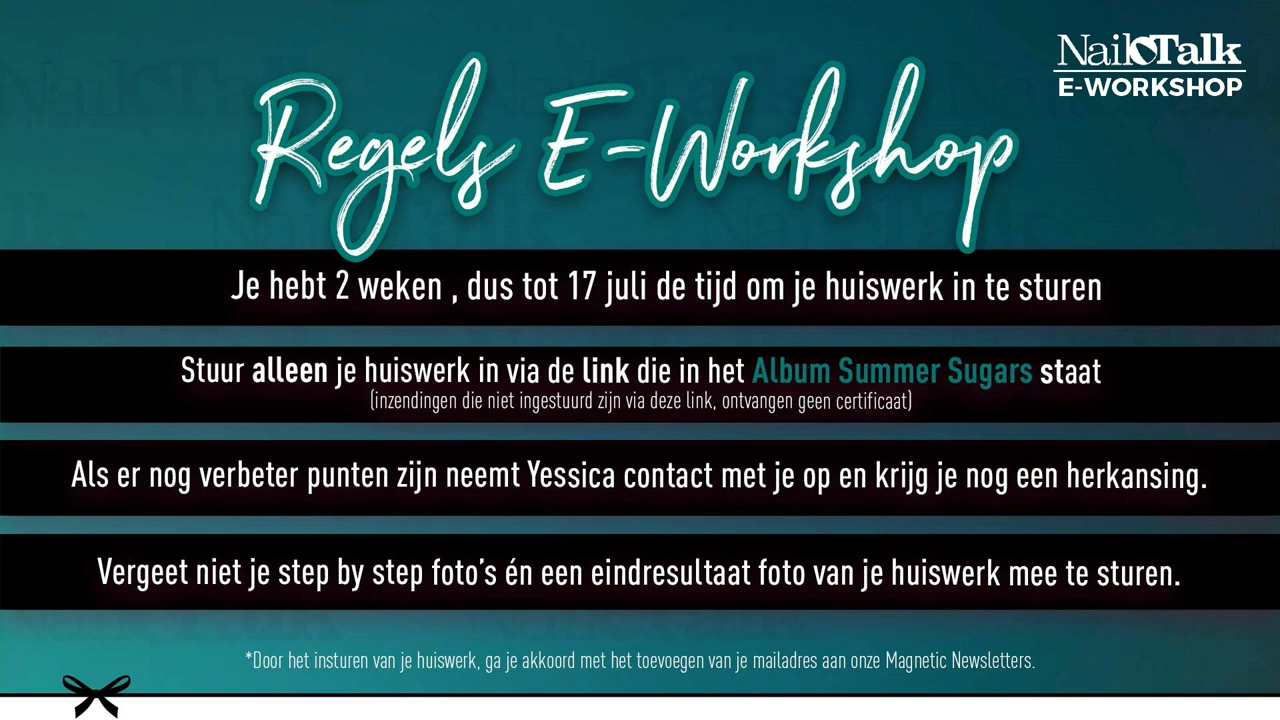 NailTalk
E-WORKSHOP
Regels E-Workshop
Je hebt 2 weken , dus tot 17 juli de tijd om je huiswerk in te sturen
Stuur alleen je huiswerk in via de link die in het Album Summer Sugars staat
(inzendingen die niet ingestuurd zijn via deze link, ontvangen geen certificaat)
Als er nog verbeter punten zijn neemt Yessica contact met je op en krijg je nog een herkansing.
Vergeet niet je step by step foto's én een eindresultaat foto van je huiswerk mee te sturen.
*Door het insturen van je huiswerk, ga je akkoord met het toevoegen van je mailadres aan onze Magnetic Newsletters.